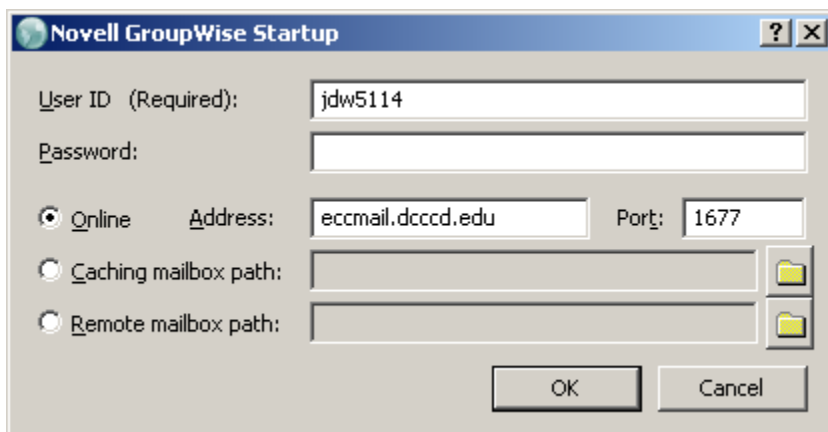 Novell GroupWise Startup
User ID (Required): jdw5114
Password:
Online Address: eccmail.dcccd.edu Port: 1677
Caching mailbox path:
Remote mailbox path:
OK Cancel